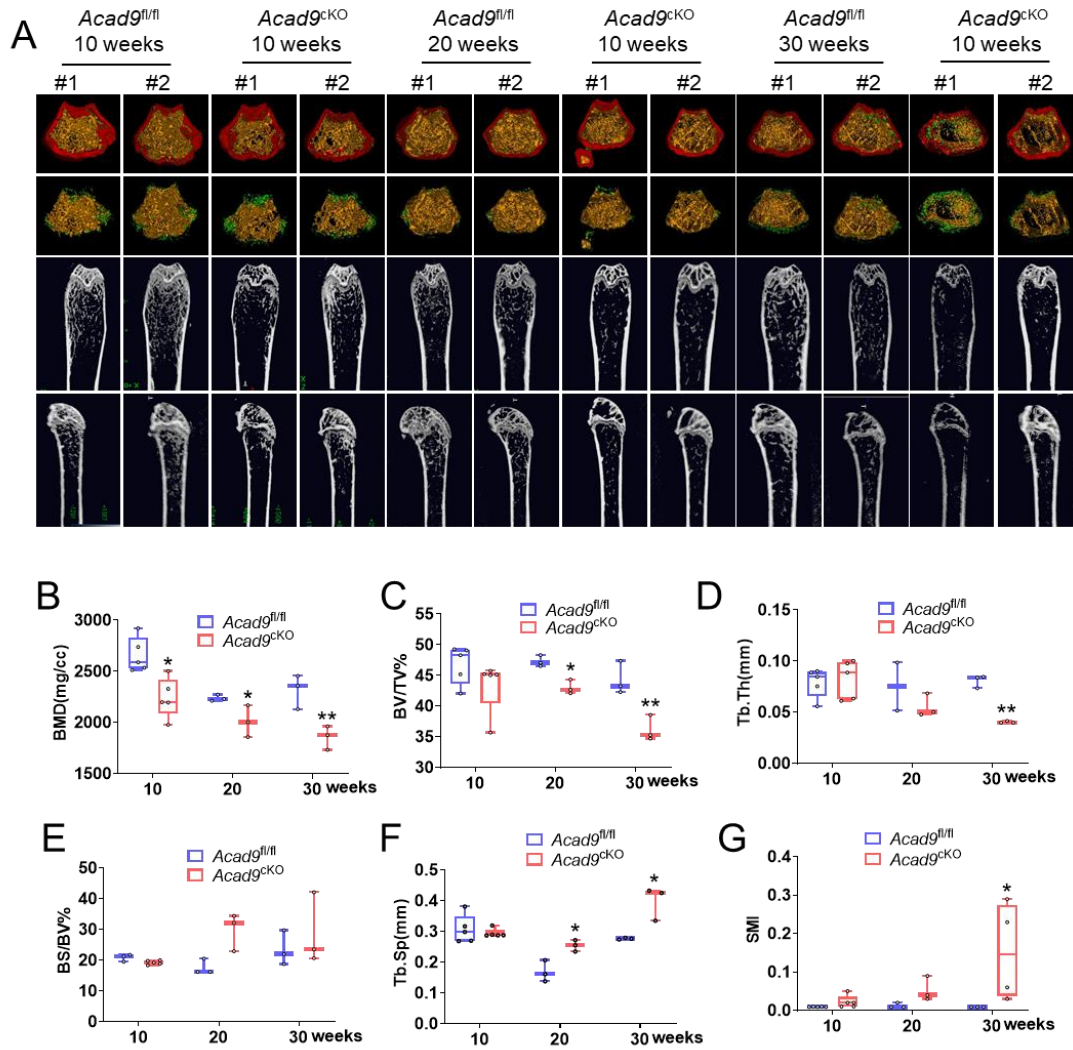 A
Acad9fl/fl Acad9cKO Acad9fl/fl Acad9cKO Acad9fl/fl Acad9cKO
10 weeks 10 weeks 20 weeks 10 weeks 30 weeks 10 weeks
#1 #2 #1 #2 #1 #2 #1 #2 #1 #2 #1 #2
B
BMD(mg/cc)
3000
2500
2000
1500
Acad9fl/fl
Acad9cKO
*
*
**
10 20 30 weeks
C
BV/TV%
55
50
45
40
35
30
Acad9fl/fl
Acad9cKO
*
**
10 20 30 weeks
D
Tb.Th(mm)
0.15
0.10
0.05
0.00
Acad9fl/fl
Acad9cKO
**
10 20 30 weeks
E
BS/BV%
50
40
30
20
10
0
Acad9fl/fl
Acad9cKO
10 20 30 weeks
F
Tb.Sp(mm)
0.5
0.4
0.3
0.2
0.1
0.0
Acad9fl/fl
Acad9cKO
*
*
10 20 30 weeks
G
SMI
0.4
0.3
0.2
0.1
0.0
Acad9fl/fl
Acad9cKO
*
10 20 30 weeks